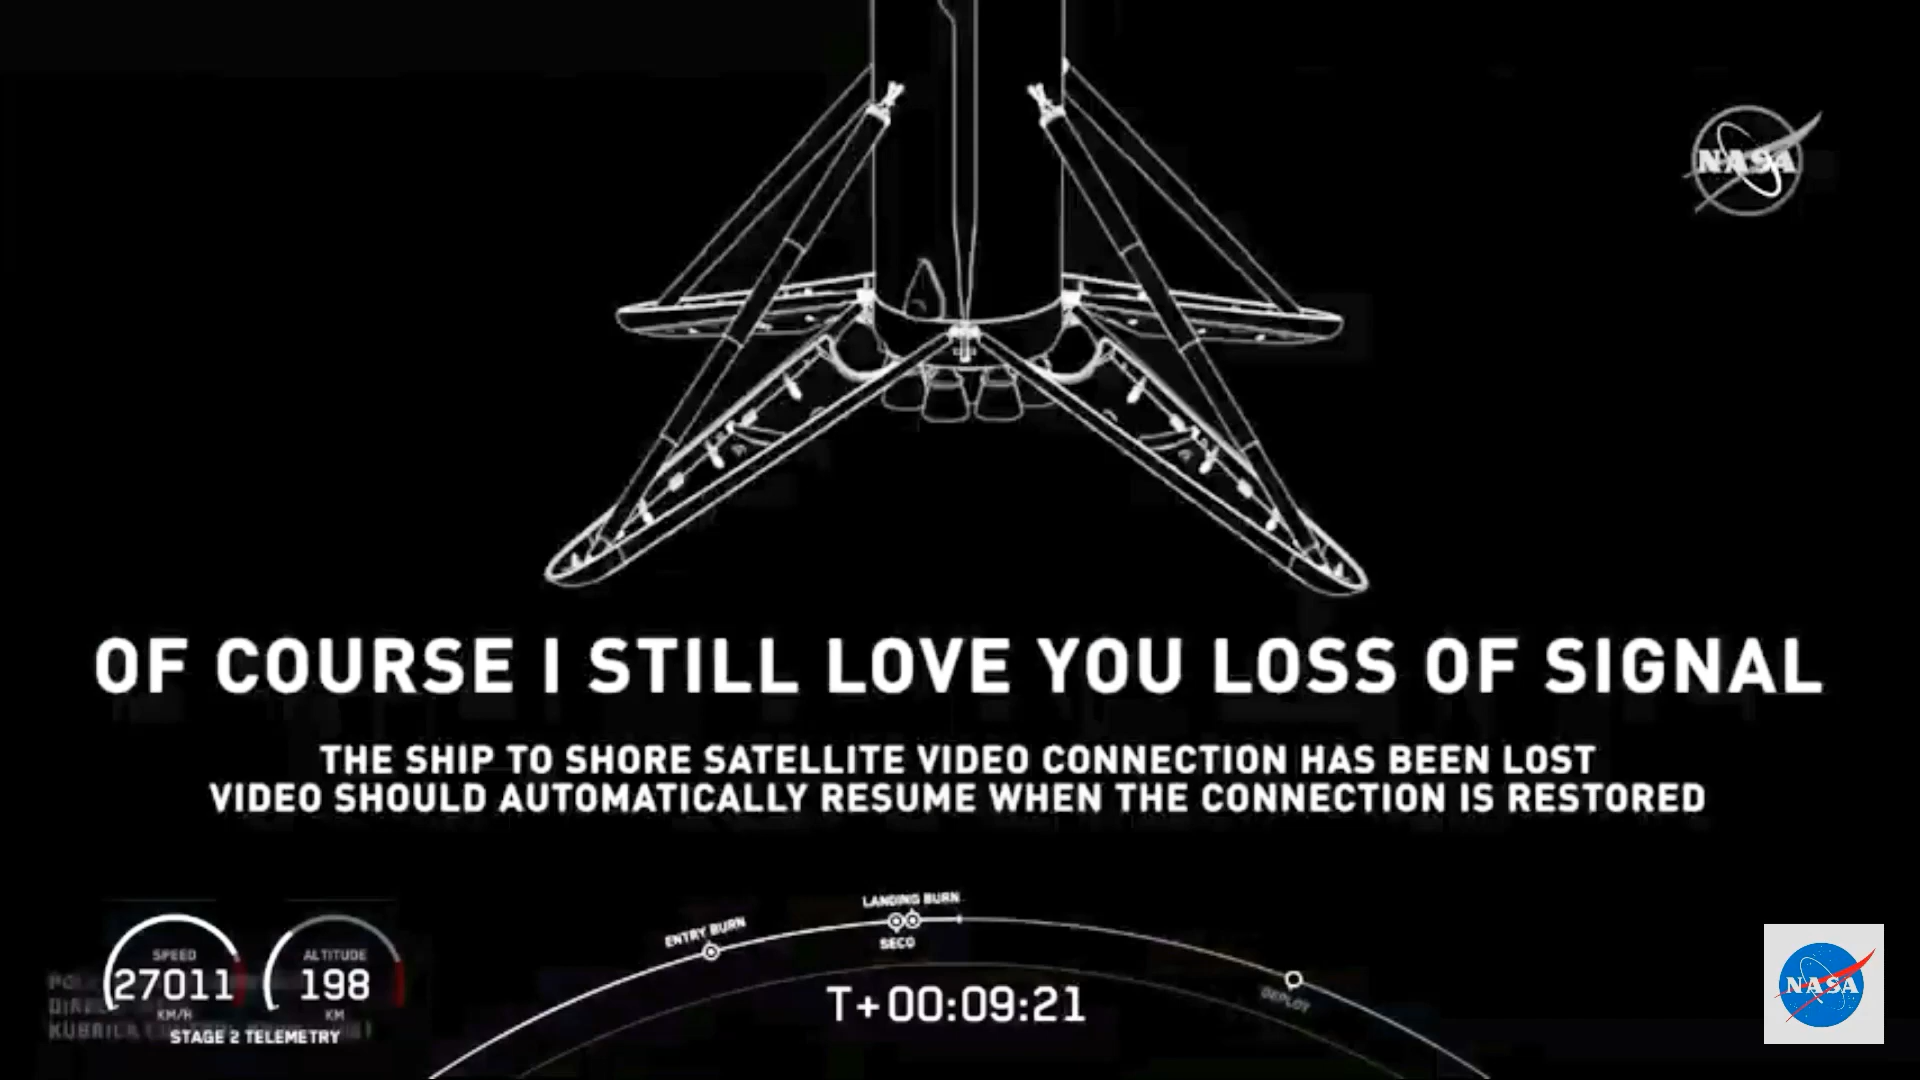 NASA
OF COURSE I STILL LOVE YOU LOSS OF SIGNAL
THE SHIP TO SHORE SATELLITE VIDEO CONNECTION HAS BEEN LOST
VIDEO SHOULD AUTOMATICALLY RESUME WHEN THE CONNECTION IS RESTORED
ENTRY BURN
LANDING BURN
SECO
DEPLOY
SPEED
27011
KM/H
ALTITUDE
198
KM
STAGE 2 TELEMETRY
T+00:09:21
NASA